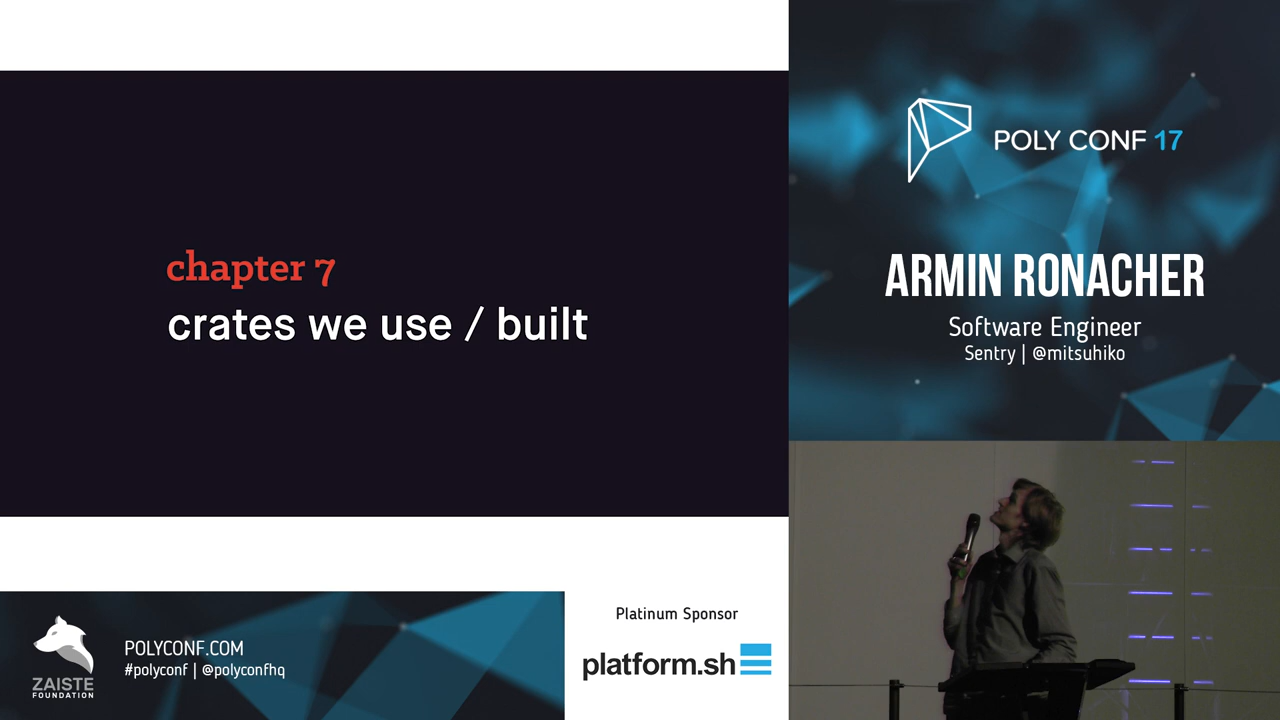 chapter 7
crates we use / built
POLY CONF 17
ARMIN RONACHER
Software Engineer
Sentry | @mitsuhiko
ZAISTE
FOUNDATION
POLYCONF.COM
#polyconf | @polyconfhq
Platinum Sponsor
platform.sh